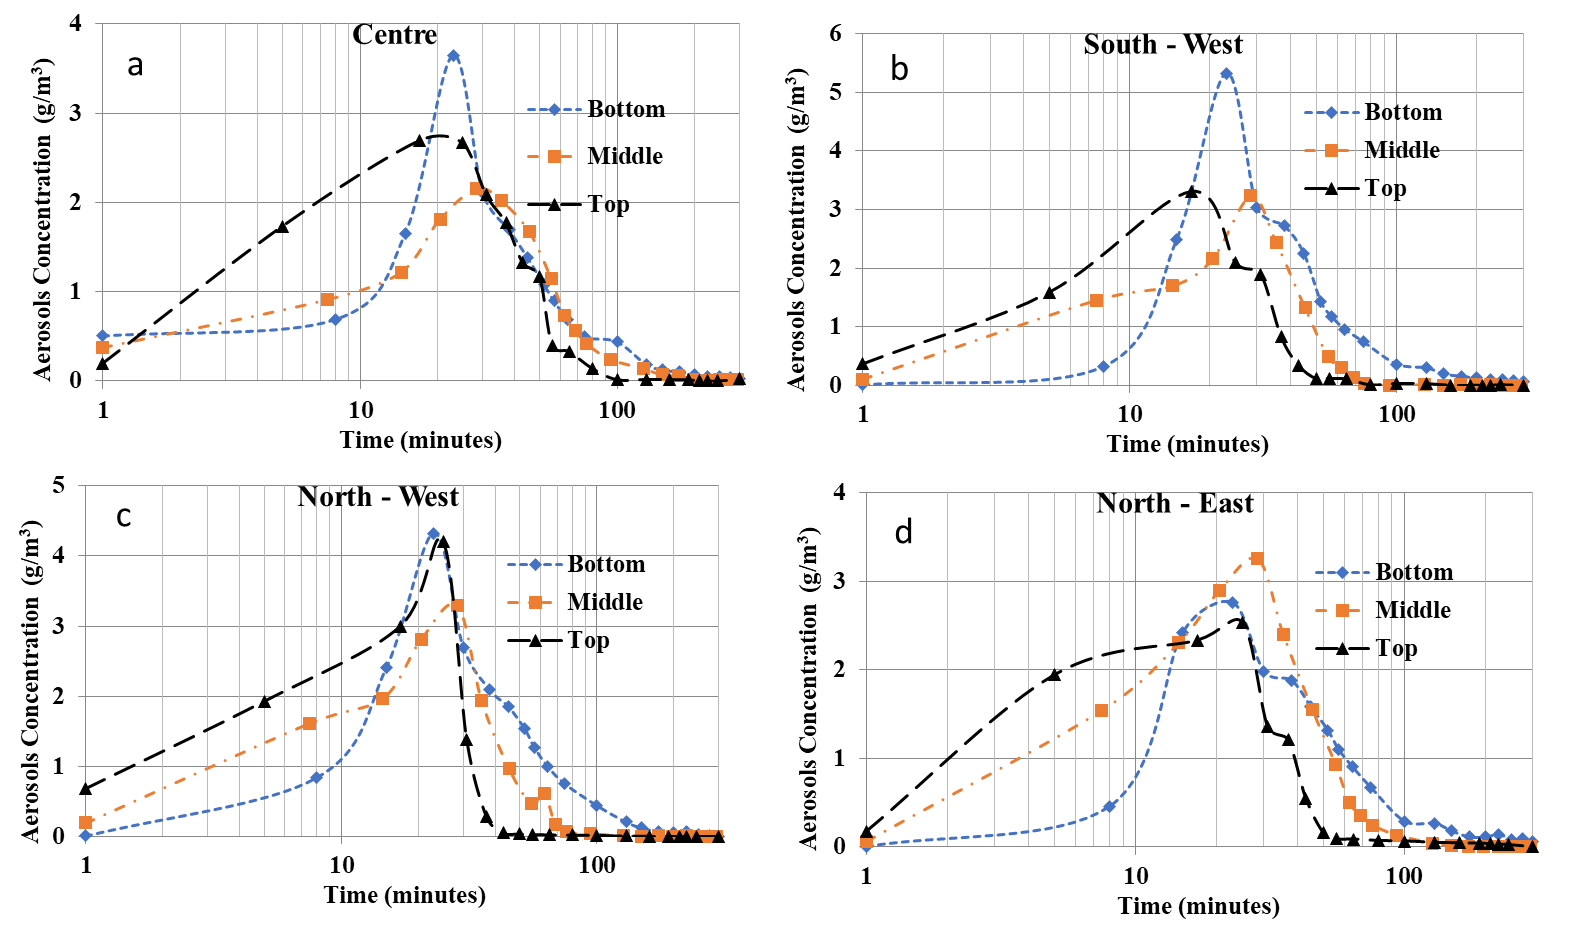 Centre
a
Aerosols Concentration (g/m³)
4
3
2
1
0
Bottom
Middle
Top
1
10
100
Time (minutes)
South - West
b
Aerosols Concentration (g/m³)
6
5
4
3
2
1
0
Bottom
Middle
Top
1
10
100
Time (minutes)
North - West
c
Aerosols Concentration (g/m³)
5
4
3
2
1
0
Bottom
Middle
Top
1
10
100
Time (minutes)
North - East
d
Aerosols Concentration (g/m³)
4
3
2
1
0
Bottom
Middle
Top
1
10
100
Time (minutes)